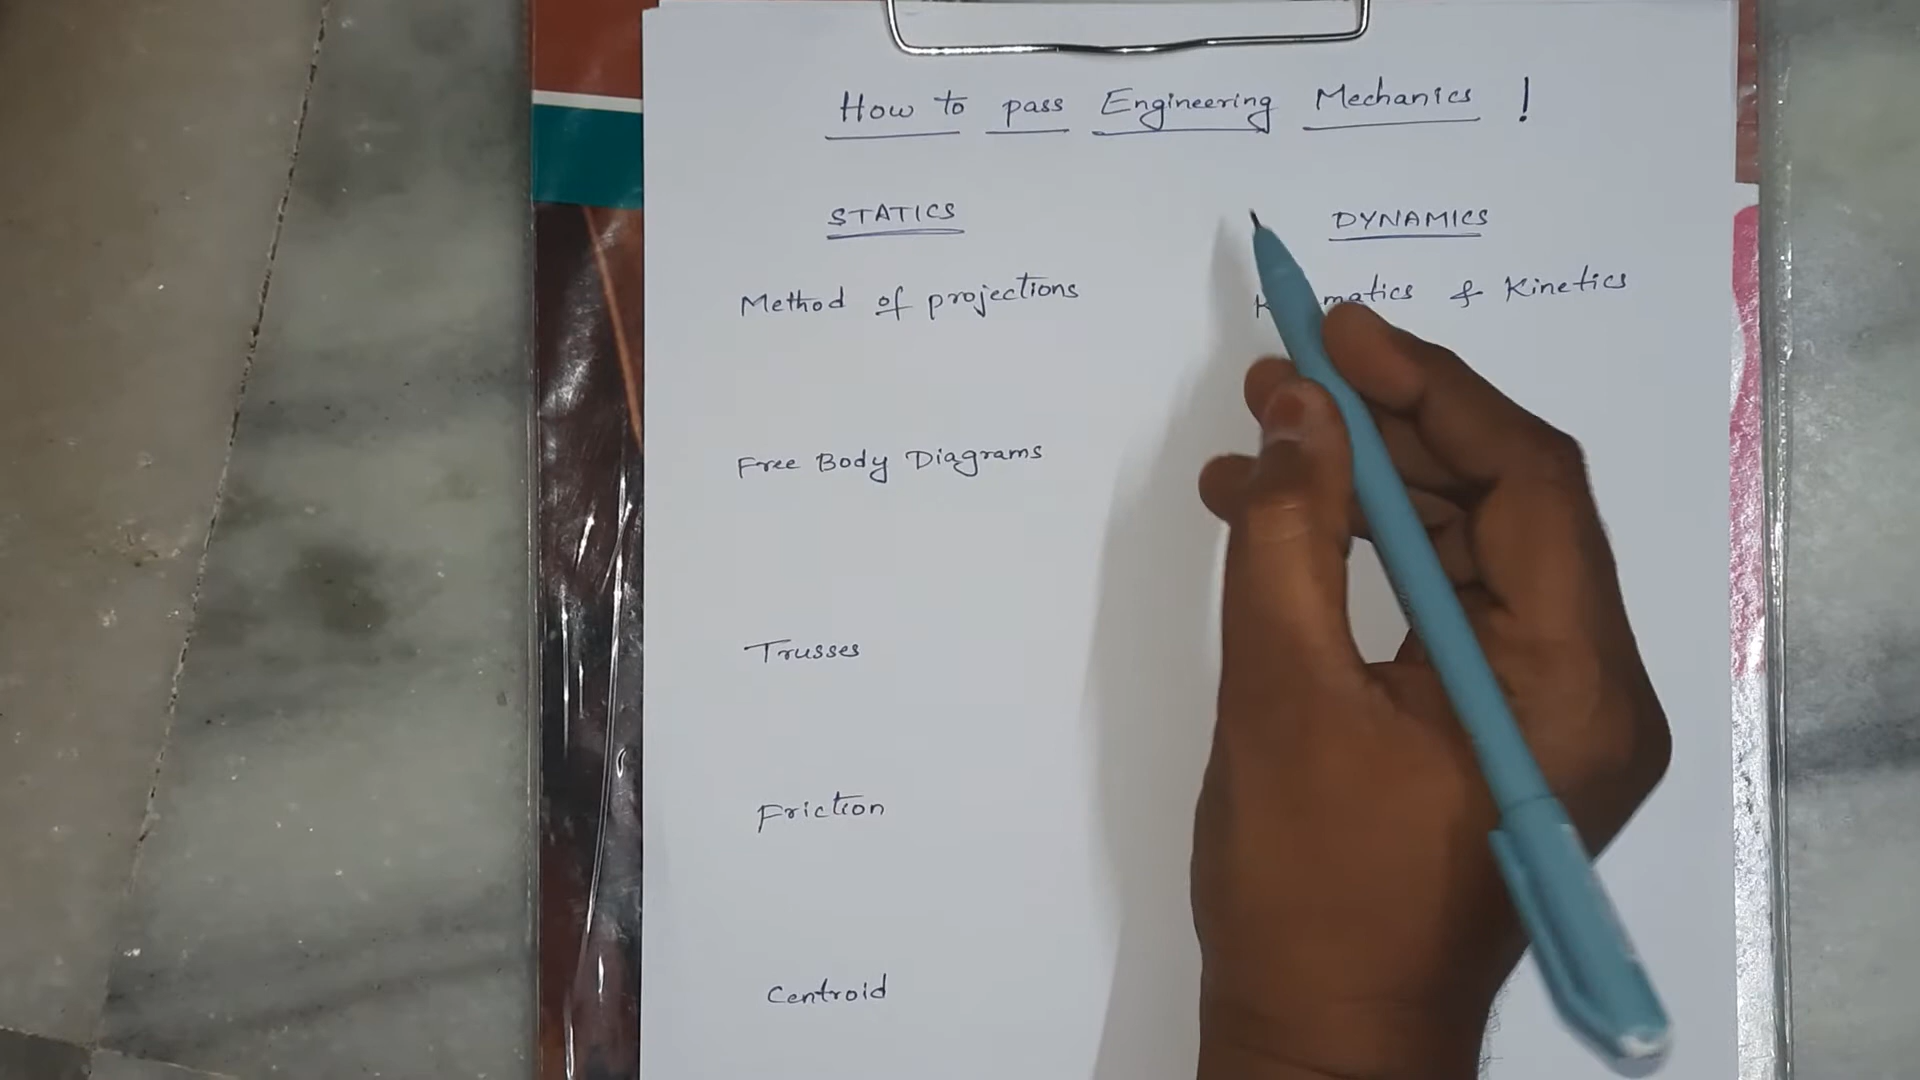 How to pass Engineering Mechanics !
STATICS
Method of projections
Free Body Diagrams
Trusses
Friction
Centroid
DYNAMICS
& Kinetics